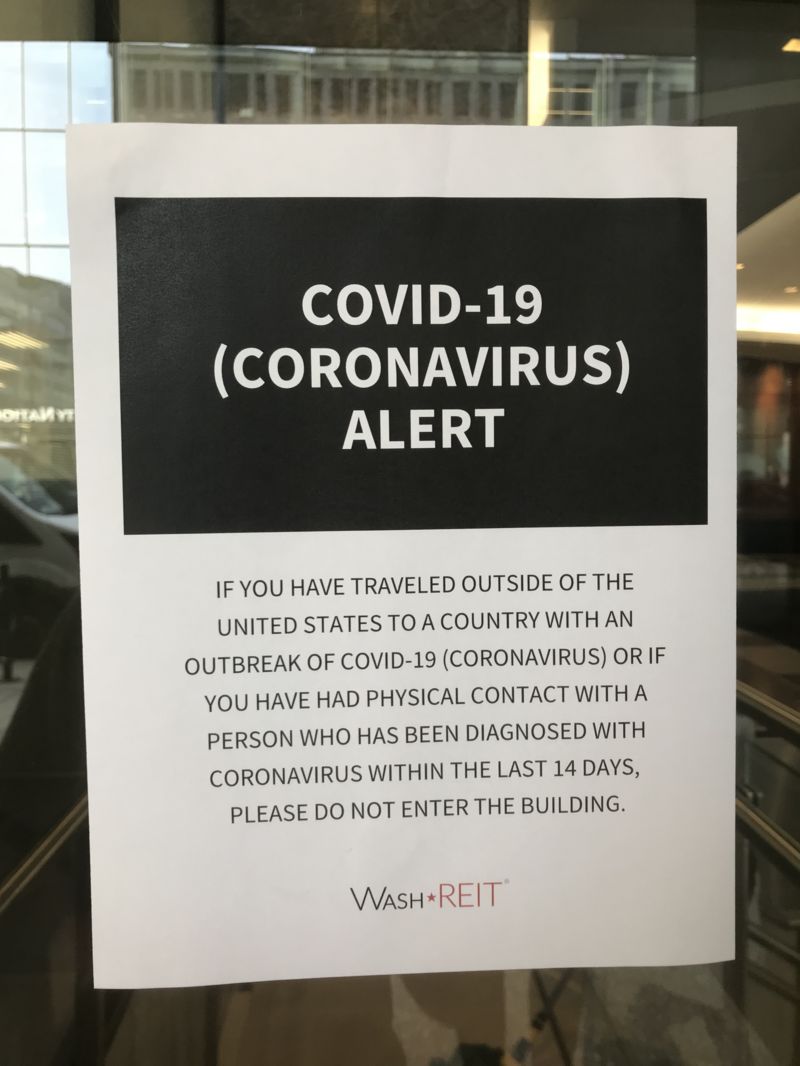 COVID-19
(CORONAVIRUS)
ALERT
IF YOU HAVE TRAVELED OUTSIDE OF THE
UNITED STATES TO A COUNTRY WITH AN
OUTBREAK OF COVID-19 (CORONAVIRUS) OR IF
YOU HAVE HAD PHYSICAL CONTACT WITH A
PERSON WHO HAS BEEN DIAGNOSED WITH
CORONAVIRUS WITHIN THE LAST 14 DAYS,
PLEASE DO NOT ENTER THE BUILDING.
WASH★REIT®